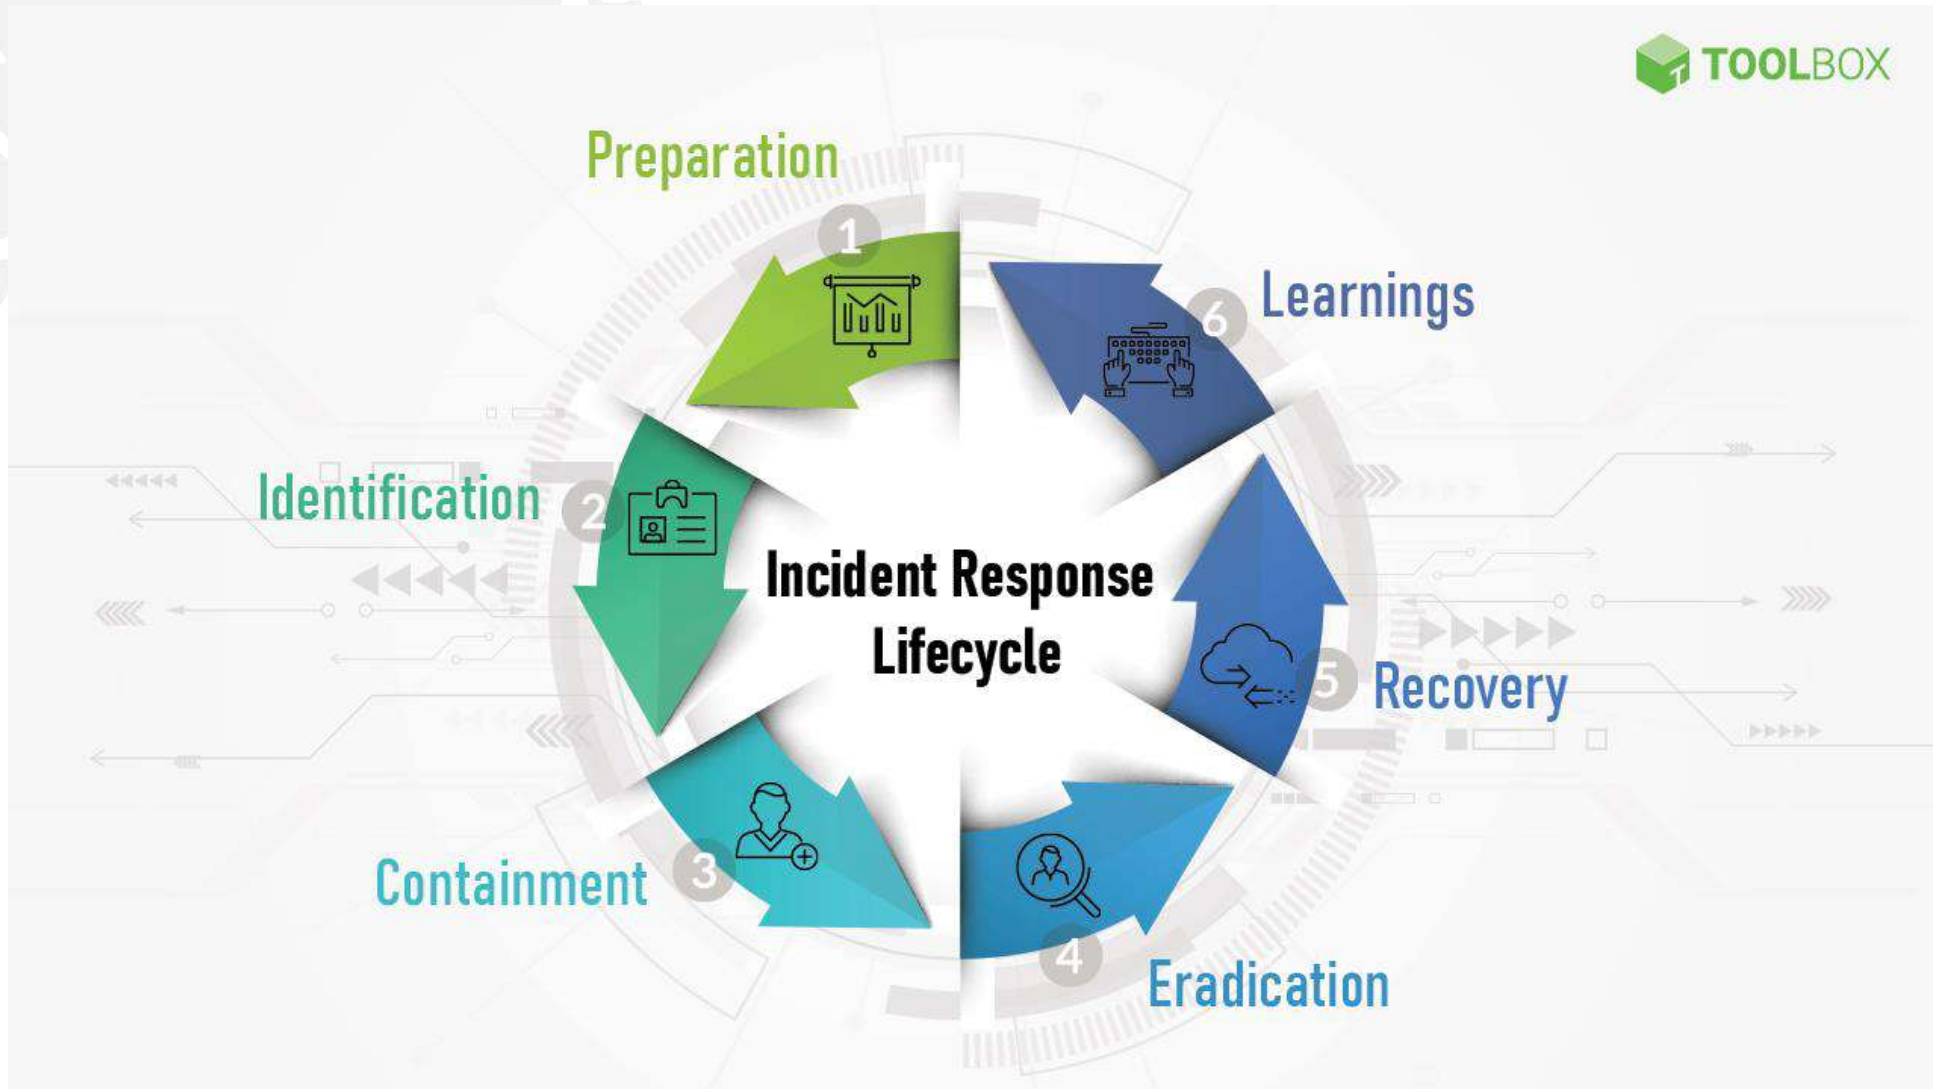 TOOLBOX
Preparation
1
Learnings
6
Identification
2
Incident Response
Lifecycle
5
Recovery
Containment
3
4
Eradication